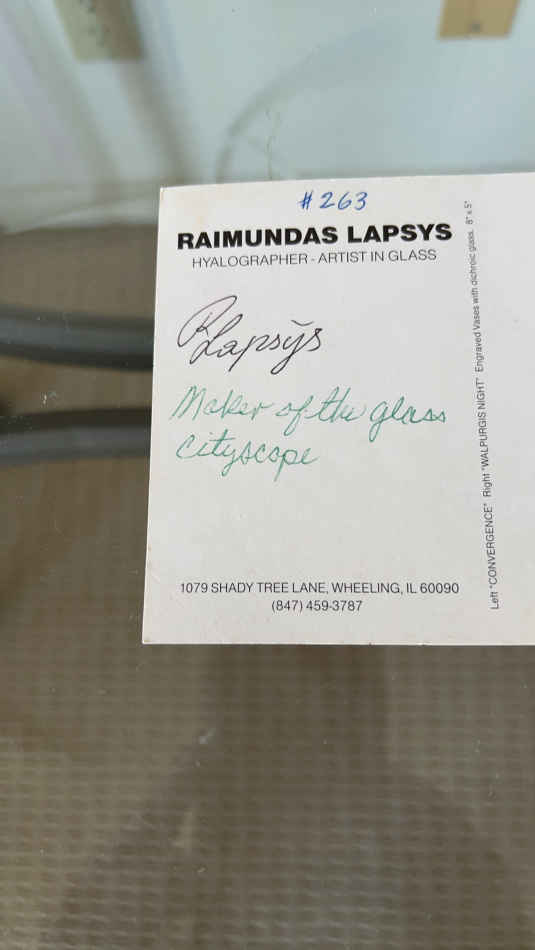 #263
RAIMUNDAS LAPSYS
HYALOGRAPHER - ARTIST IN GLASS
RLapsys
Maker of the glass
cityscape
1079 SHADY TREE LANE, WHEELING, IL 60090
(847) 459-3787
Left "CONVERGENCE" Right "WALPURGIS NIGHT" Engraved Vases with dichroic glass. 8" x 5"